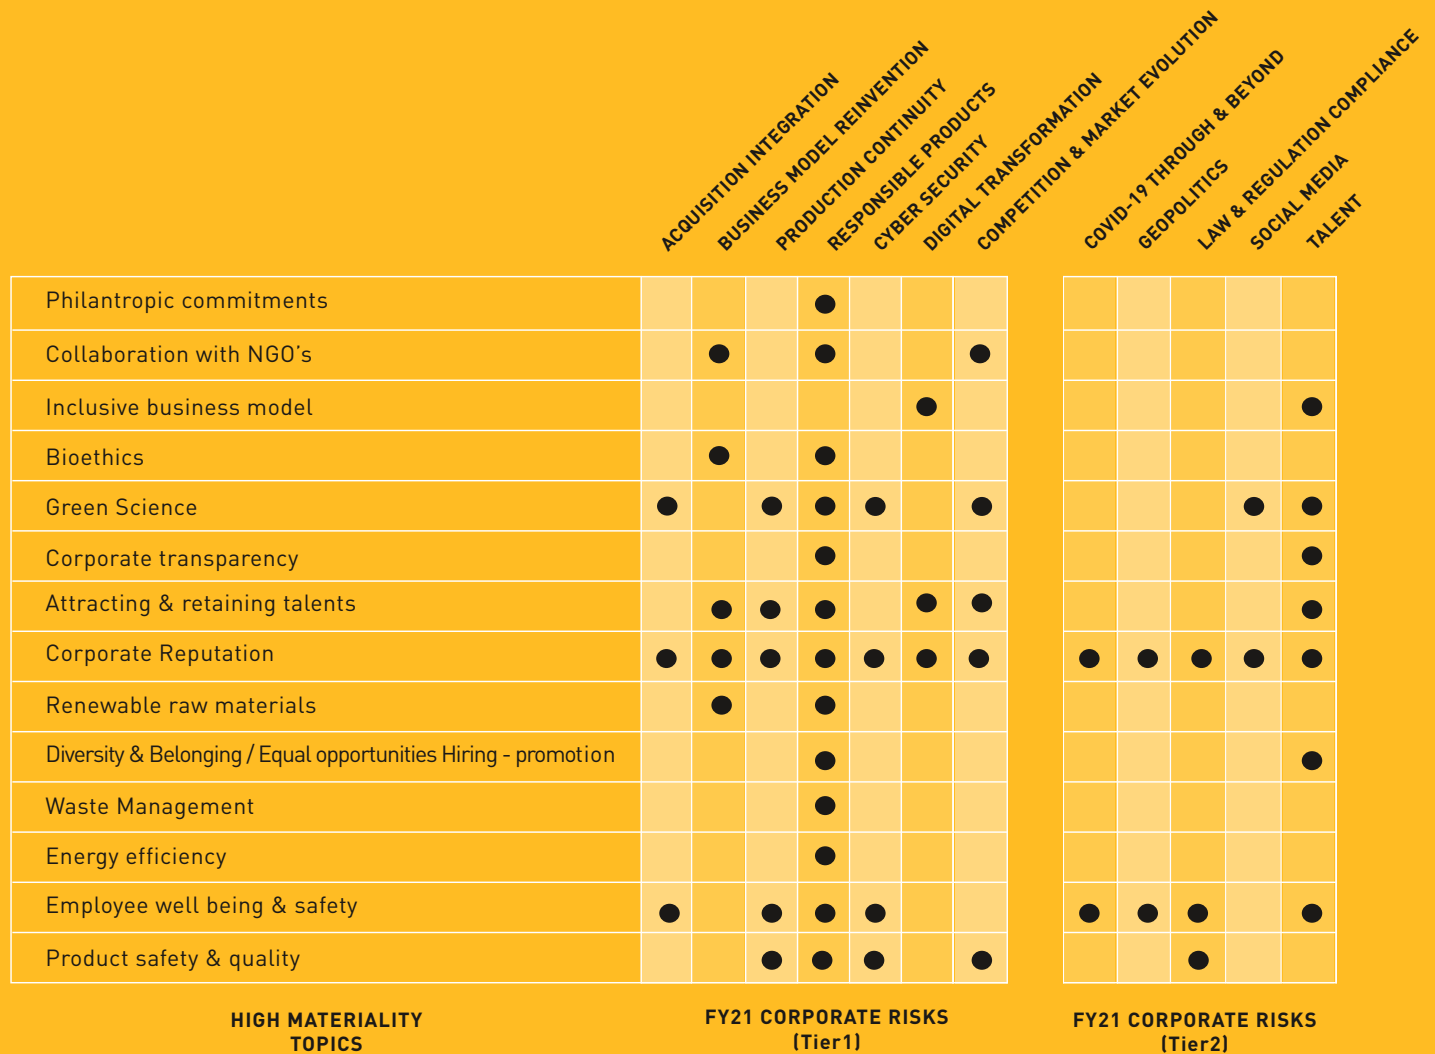 ACQUISITION INTEGRATION
BUSINESS MODEL REINVENTION
PRODUCTION CONTINUITY
RESPONSIBLE PRODUCTS
CYBER SECURITY
DIGITAL TRANSFORMATION
COMPETITION & MARKET EVOLUTION
COVID-19 THROUGH & BEYOND
GEOPOLITICS
LAW & REGULATION COMPLIANCE
SOCIAL MEDIA
TALENT
Philantropic commitments
Collaboration with NGO’s
Inclusive business model
Bioethics
Green Science
Corporate transparency
Attracting & retaining talents
Corporate Reputation
Renewable raw materials
Diversity & Belonging / Equal opportunities Hiring - promotion
Waste Management
Energy efficiency
Employee well being & safety
Product safety & quality
HIGH MATERIALITY
TOPICS
FY21 CORPORATE RISKS
(Tier1)
FY21 CORPORATE RISKS
(Tier2)